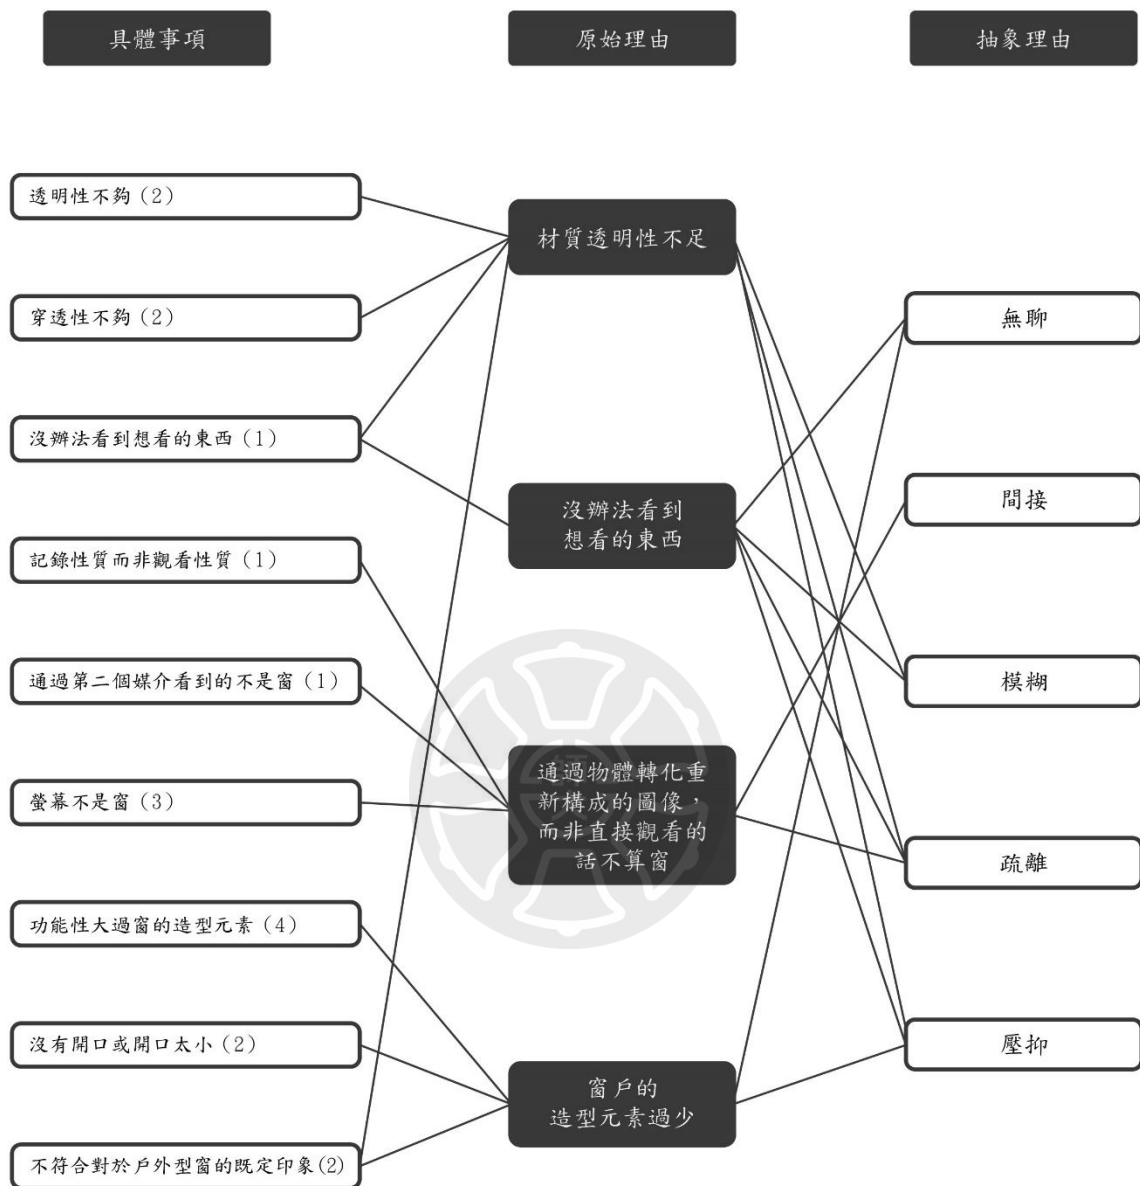 具體事項
原始理由
抽象理由
透明性不夠（2）
穿透性不夠（2）
沒辦法看到想看的東西（1）
記錄性質而非觀看性質（1）
通過第二個媒介看到的不是窗（1）
螢幕不是窗（3）
功能性大過窗的造型元素（4）
沒有開口或開口太小（2）
不符合對於戶外型窗的既定印象(2)
材質透明性不足
沒辦法看到
想看的東西
通過物體轉化重
新構成的圖像，
而非直接觀看的
話不算窗
窗戶的
造型元素過少
無聊
間接
模糊
疏離
壓抑